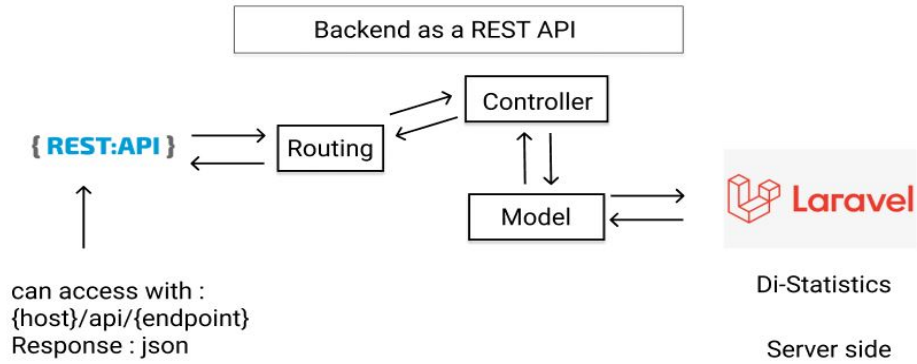 Backend as a REST API
Controller
{ REST:API }
Routing
Model
Laravel
Di-Statistics
can access with :
{host}/api/{endpoint}
Response : json
Server side